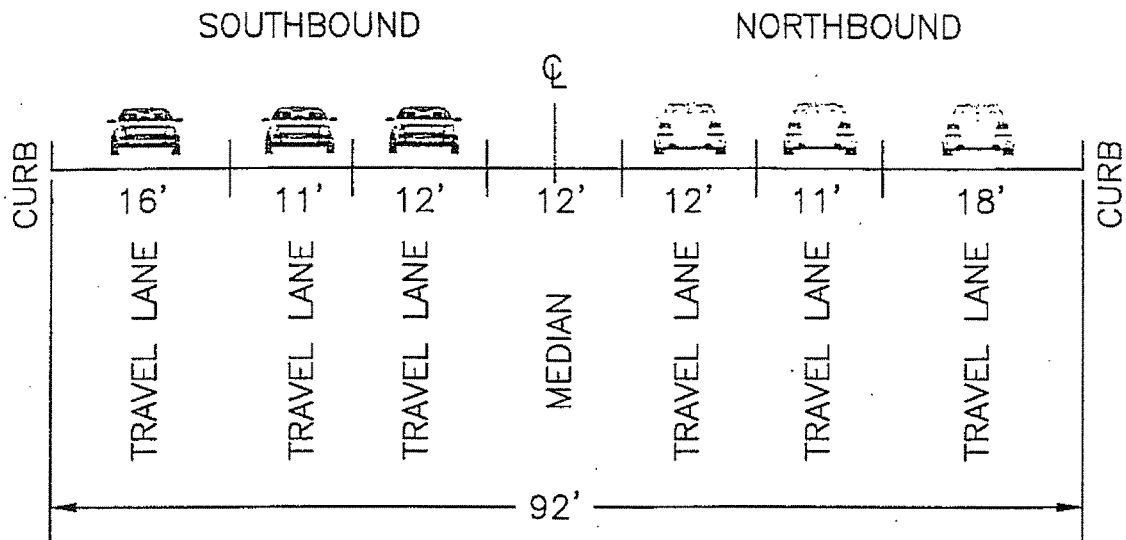 SOUTHBOUND NORTHBOUND
℄
CURB 16' 11' 12' 12' 12' 11' 18' CURB
TRAVEL LANE TRAVEL LANE TRAVEL LANE MEDIAN TRAVEL LANE TRAVEL LANE TRAVEL LANE
92'